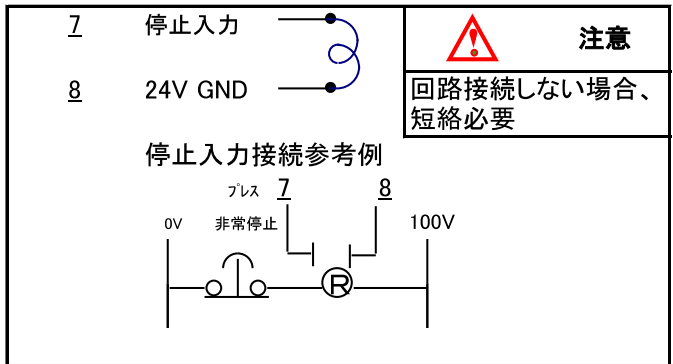 7 停止入力
注意
8 24V GND
回路接続しない場合、
短絡必要
停止入力接続参考例
プレス 7 8
0V 非常停止 100V
R